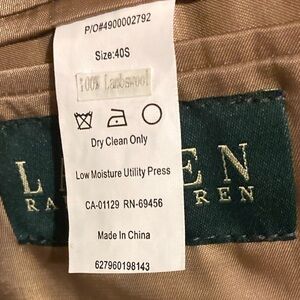 P/O#4900002792
Size:40S
100% Lambswool
Dry Clean Only
Low Moisture Utility Press
CA-01129 RN-69456
Made In China
627960198143